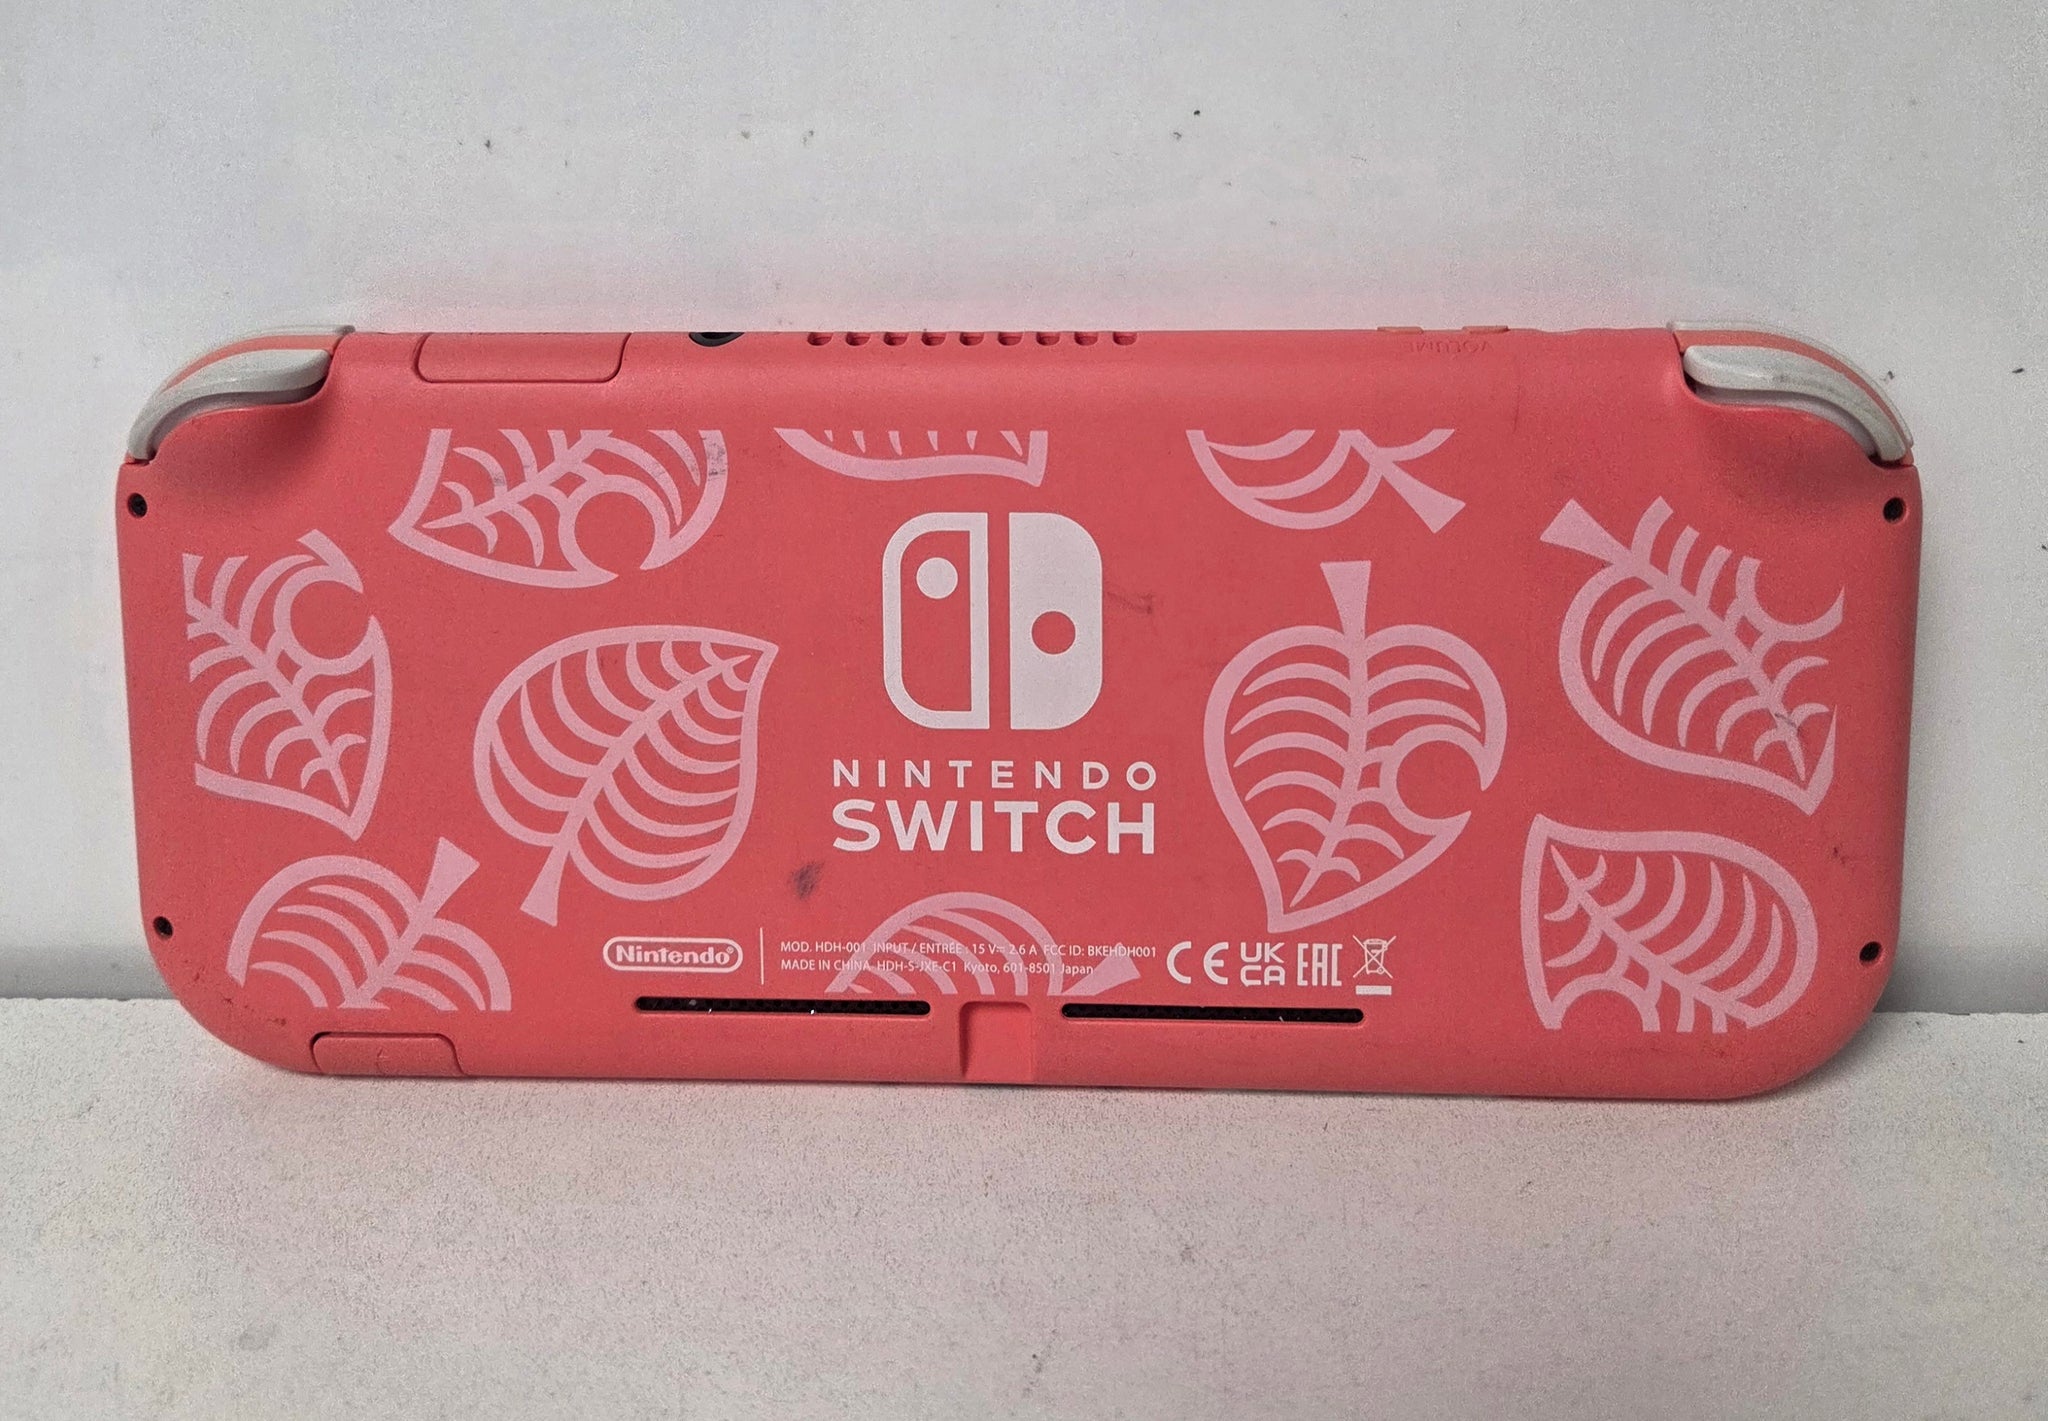 VOLUME
NINTENDO
SWITCH
Nintendo®
MOD. HDH-001 INPUT / ENTRÉE : 15 V⎓ 2.6 A FCC ID: BKEHDH001
MADE IN CHINA HDH-S-JXE-C1 Kyoto, 601-8501 Japan
CE UK CA EAC